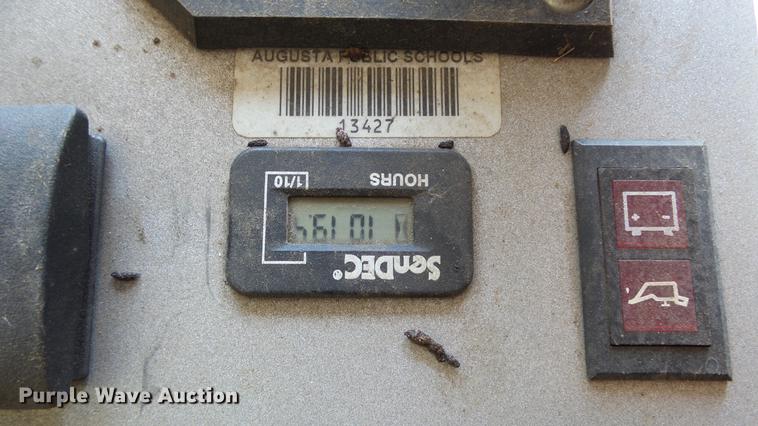 AUGUSTA PUBLIC SCHOOLS
13427
HOURS
1/10
SenDEC®
Purple Wave Auction